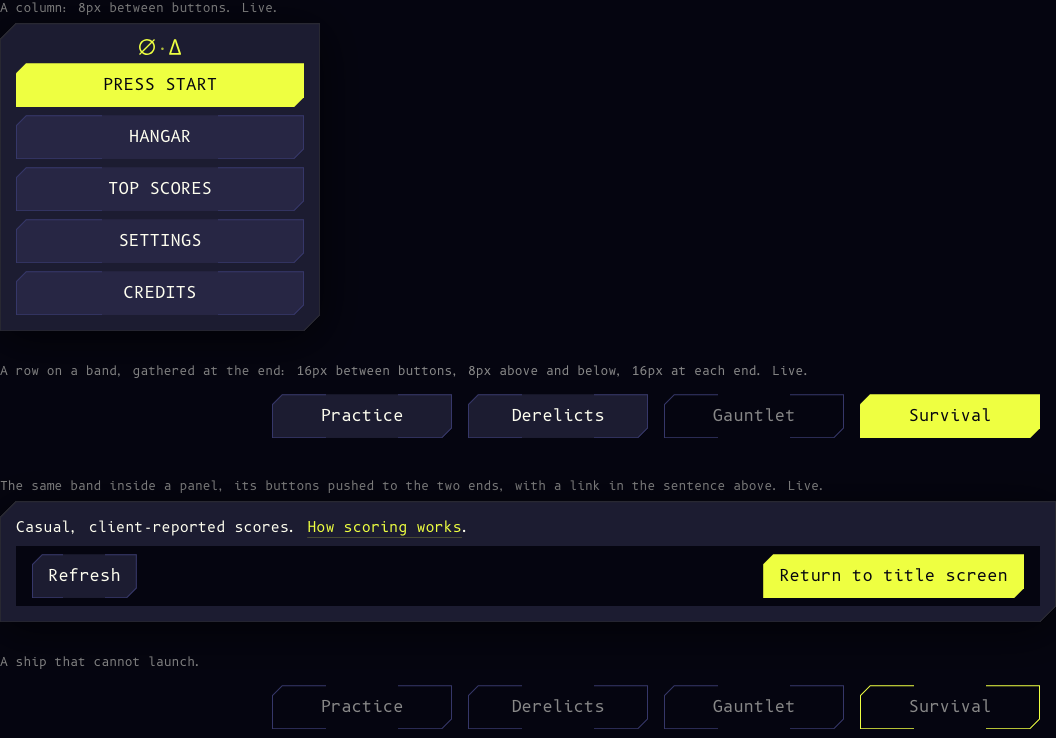 A column: 8px between buttons. Live.
∅·Δ
PRESS START
HANGAR
TOP SCORES
SETTINGS
CREDITS
A row on a band, gathered at the end: 16px between buttons, 8px above and below, 16px at each end. Live.
Practice Derelicts Gauntlet Survival
The same band inside a panel, its buttons pushed to the two ends, with a link in the sentence above. Live.
Casual, client-reported scores. How scoring works.
Refresh Return to title screen
A ship that cannot launch.
Practice Derelicts Gauntlet Survival